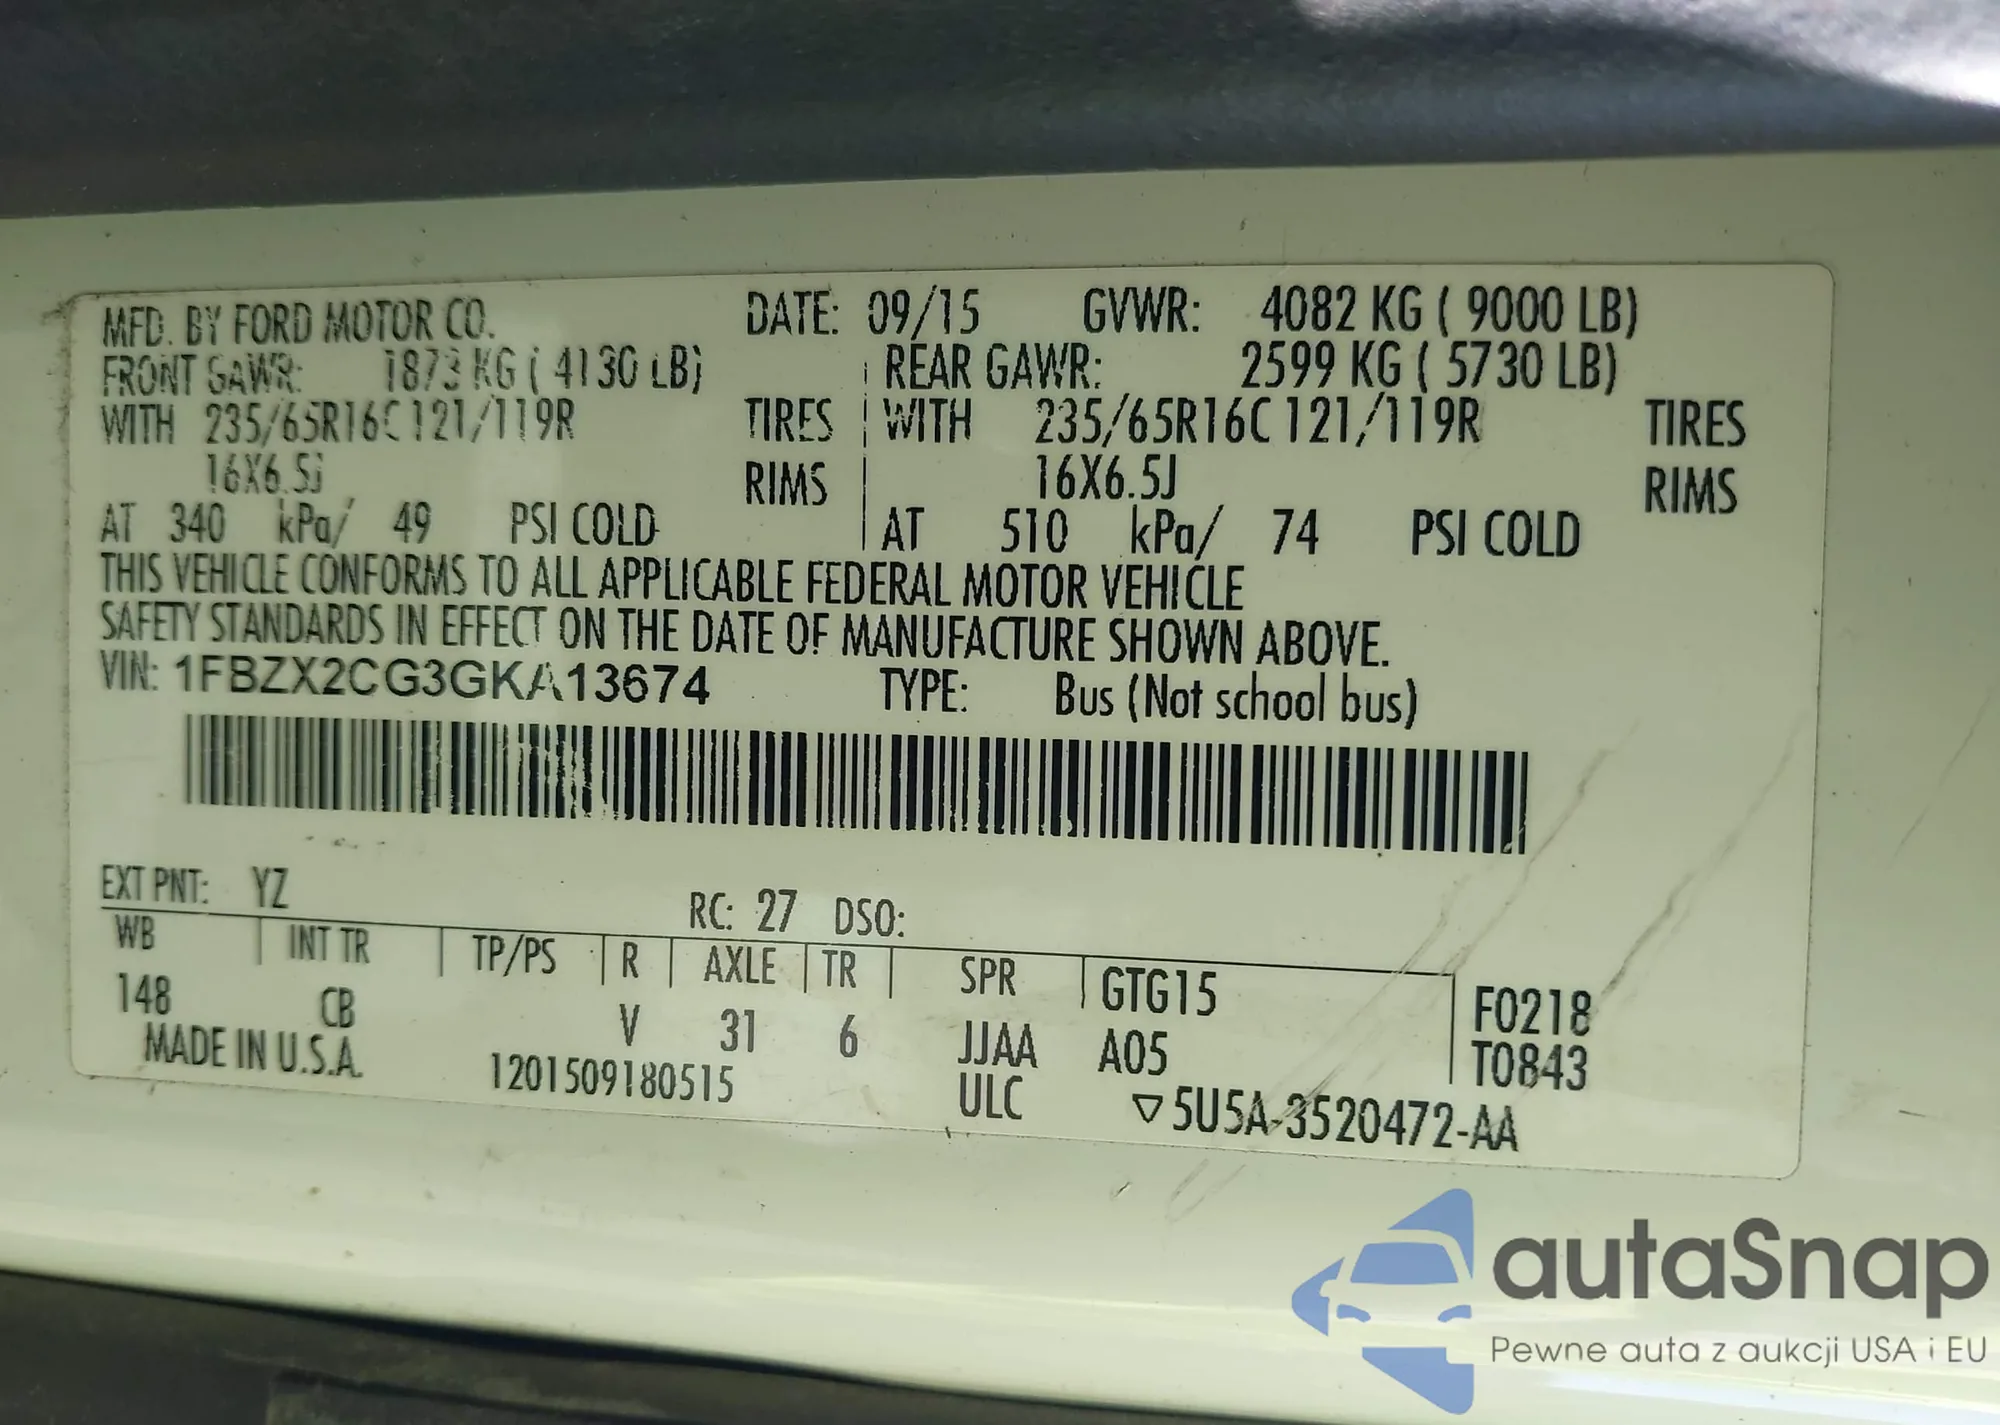 MFD. BY FORD MOTOR CO. DATE: 09/15 GVWR: 4082 KG ( 9000 LB)
FRONT GAWR: 1873 KG ( 4130 LB) REAR GAWR: 2599 KG ( 5730 LB)
WITH 235/65R16C 121/119R TIRES WITH 235/65R16C 121/119R TIRES
16X6.5J RIMS 16X6.5J RIMS
AT 340 kPa/ 49 PSI COLD AT 510 kPa/ 74 PSI COLD
THIS VEHICLE CONFORMS TO ALL APPLICABLE FEDERAL MOTOR VEHICLE
SAFETY STANDARDS IN EFFECT ON THE DATE OF MANUFACTURE SHOWN ABOVE.
VIN: 1FBZX2CG3GKA13674 TYPE: Bus (Not school bus)
EXT PNT: YZ RC: 27 DSO:
WB INT TR TP/PS R AXLE TR SPR GTG15 F0218
148 CB V 31 6 JJAA A05 T0843
MADE IN U.S.A. 1201509180515 ULC ▽5U5A-3520472-AA
autaSnap
Pewne auta z aukcji USA i EU